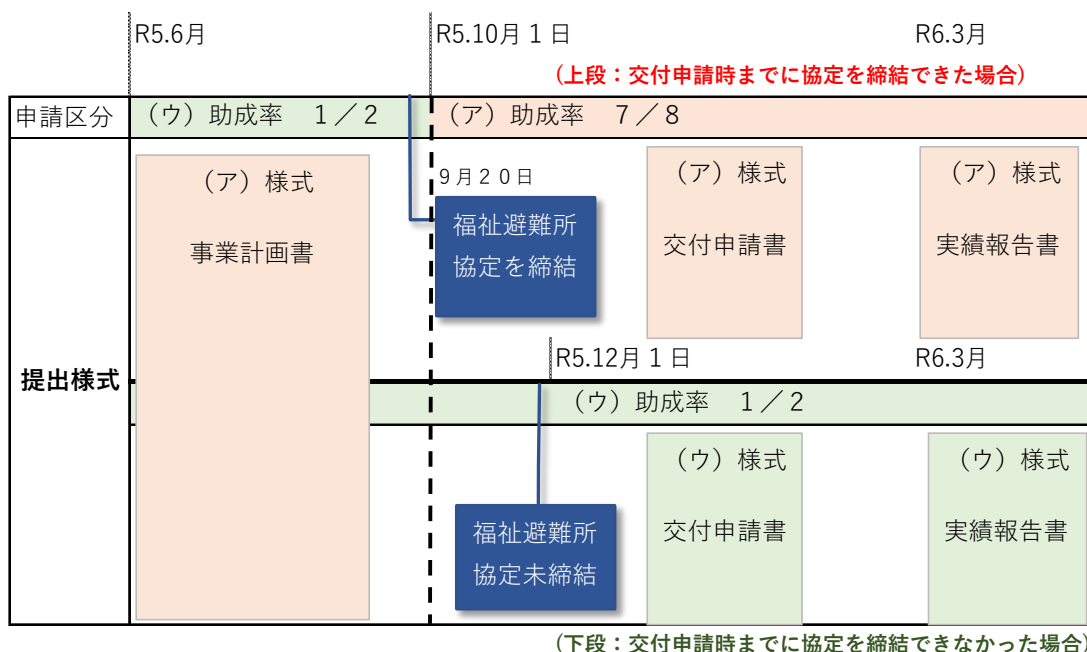 R5.6月
R5.10月1日
R6.3月
(上段：交付申請時までに協定を締結できた場合)
申請区分
（ウ）助成率　１／２
（ア）助成率　７／８
提出様式
（ア）様式
事業計画書
９月２０日
福祉避難所
協定を締結
（ア）様式
交付申請書
（ア）様式
実績報告書
R5.12月1日
R6.3月
（ウ）助成率　１／２
福祉避難所
協定未締結
（ウ）様式
交付申請書
（ウ）様式
実績報告書
(下段：交付申請時までに協定を締結できなかった場合)